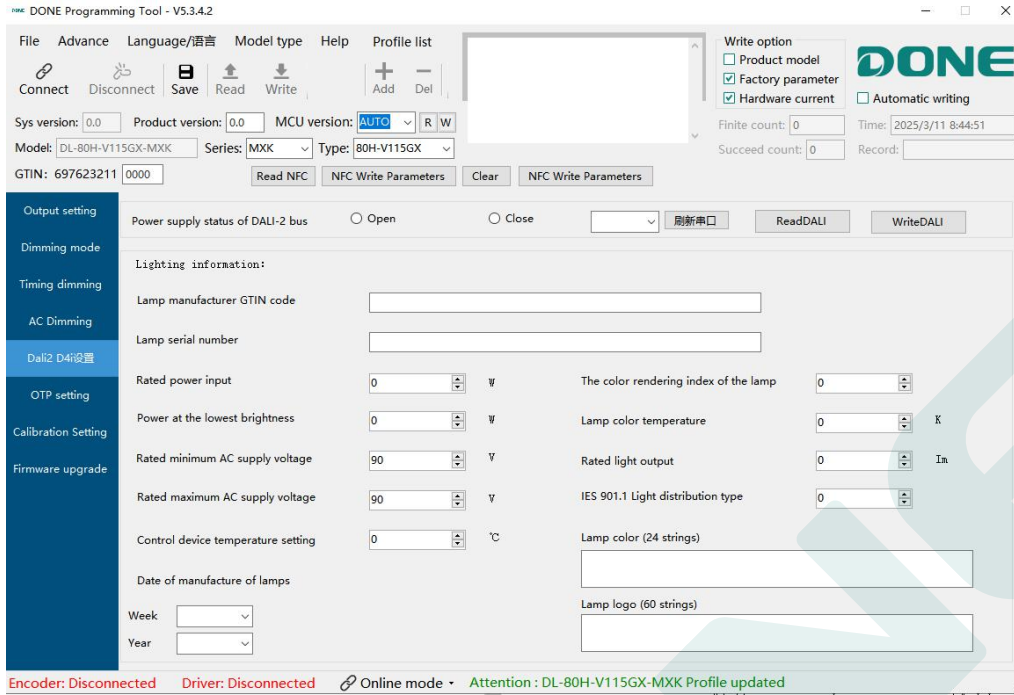 DONE DONE Programming Tool - V5.3.4.2
File Advance Language/语言 Model type Help Profile list
Connect Disconnect Save Read Write Add Del
Write option
Product model
Factory parameter
Hardware current
DONE
Automatic writing
Sys version: 0.0 Product version: 0.0 MCU version: AUTO R W
Finite count: 0 Time: 2025/3/11 8:44:51
Model: DL-80H-V115GX-MXK Series: MXK Type: 80H-V115GX
Succeed count: 0 Record:
GTIN: 697623211 0000 Read NFC NFC Write Parameters Clear NFC Write Parameters
Output setting
Dimming mode
Timing dimming
AC Dimming
Dali2 D4i设置
OTP setting
Calibration Setting
Firmware upgrade
Power supply status of DALI-2 bus Open Close 刷新串口 ReadDALI WriteDALI
Lighting information:
Lamp manufacturer GTIN code
Lamp serial number
Rated power input 0 W The color rendering index of the lamp 0
Power at the lowest brightness 0 W Lamp color temperature 0 K
Rated minimum AC supply voltage 90 V Rated light output 0 Im
Rated maximum AC supply voltage 90 V IES 901.1 Light distribution type 0
Control device temperature setting 0 ℃ Lamp color (24 strings)
Date of manufacture of lamps
Lamp logo (60 strings)
Week
Year
Encoder: Disconnected Driver: Disconnected Online mode Attention : DL-80H-V115GX-MXK Profile updated